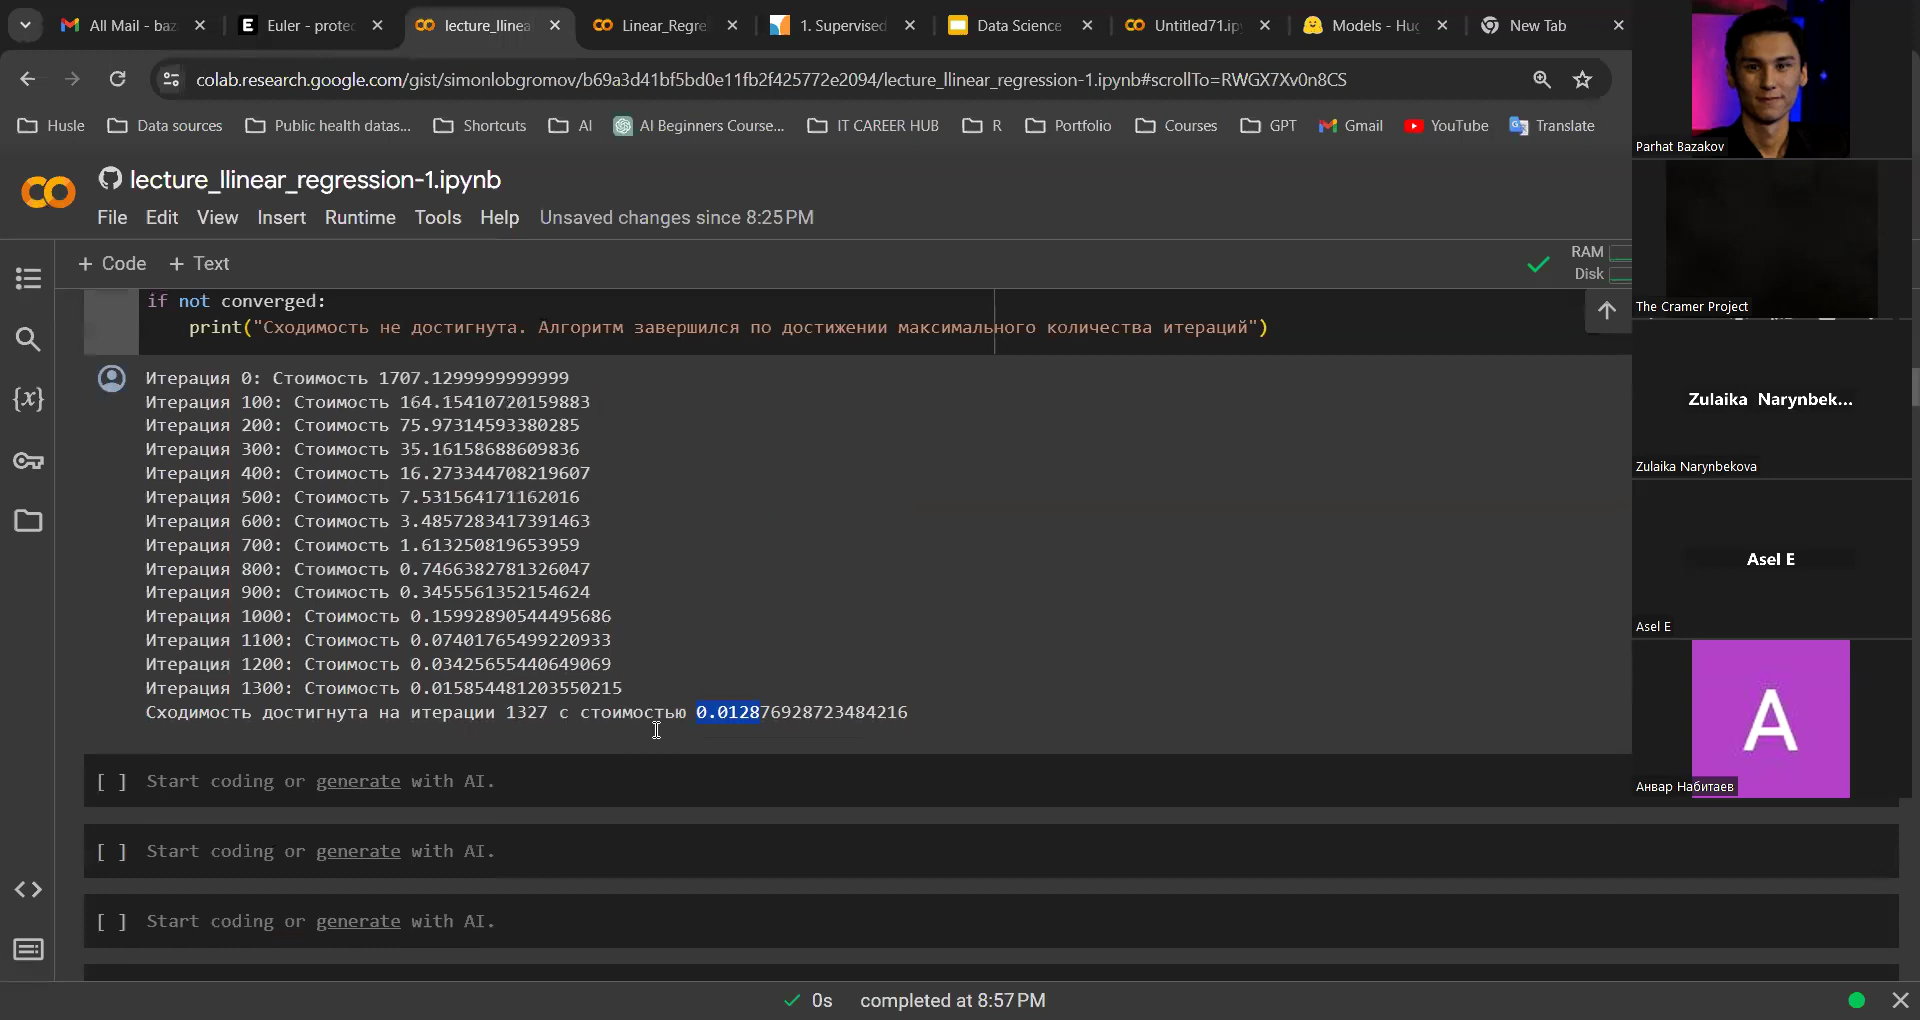 All Mail - baz
Euler - protec
lecture_llinea
Linear_Regre
1. Supervised
Data Science
Untitled71.ip
Models - Hug
New Tab
colab.research.google.com/gist/simonlobgromov/b69a3d41bf5bd0e11fb2f425772e2094/lecture_llinear_regression-1.ipynb#scrollTo=RWGX7Xv0n8CS
Husle
Data sources
Public health datas...
Shortcuts
AI
AI Beginners Course...
IT CAREER HUB
R
Portfolio
Courses
GPT
Gmail
YouTube
Translate
lecture_llinear_regression-1.ipynb
File Edit View Insert Runtime Tools Help Unsaved changes since 8:25 PM
+ Code + Text
RAM
Disk
if not converged:
print("Сходимость не достигнута. Алгоритм завершился по достижении максимального количества итераций")
Итерация 0: Стоимость 1707.1299999999999
Итерация 100: Стоимость 164.15410720159883
Итерация 200: Стоимость 75.97314593380285
Итерация 300: Стоимость 35.16158688609836
Итерация 400: Стоимость 16.273344708219607
Итерация 500: Стоимость 7.531564171162016
Итерация 600: Стоимость 3.4857283417391463
Итерация 700: Стоимость 1.613250819653959
Итерация 800: Стоимость 0.7466382781326047
Итерация 900: Стоимость 0.3455561352154624
Итерация 1000: Стоимость 0.15992890544495686
Итерация 1100: Стоимость 0.07401765499220933
Итерация 1200: Стоимость 0.03425655440649069
Итерация 1300: Стоимость 0.015854481203550215
Сходимость достигнута на итерации 1327 с стоимостью 0.012876928723484216
[ ] Start coding or generate with AI.
[ ] Start coding or generate with AI.
[ ] Start coding or generate with AI.
0s completed at 8:57 PM
Parhat Bazakov
The Cramer Project
Zulaika Narynbek...
Zulaika Narynbekova
Asel E
Asel E
A
Анвар Набитаев